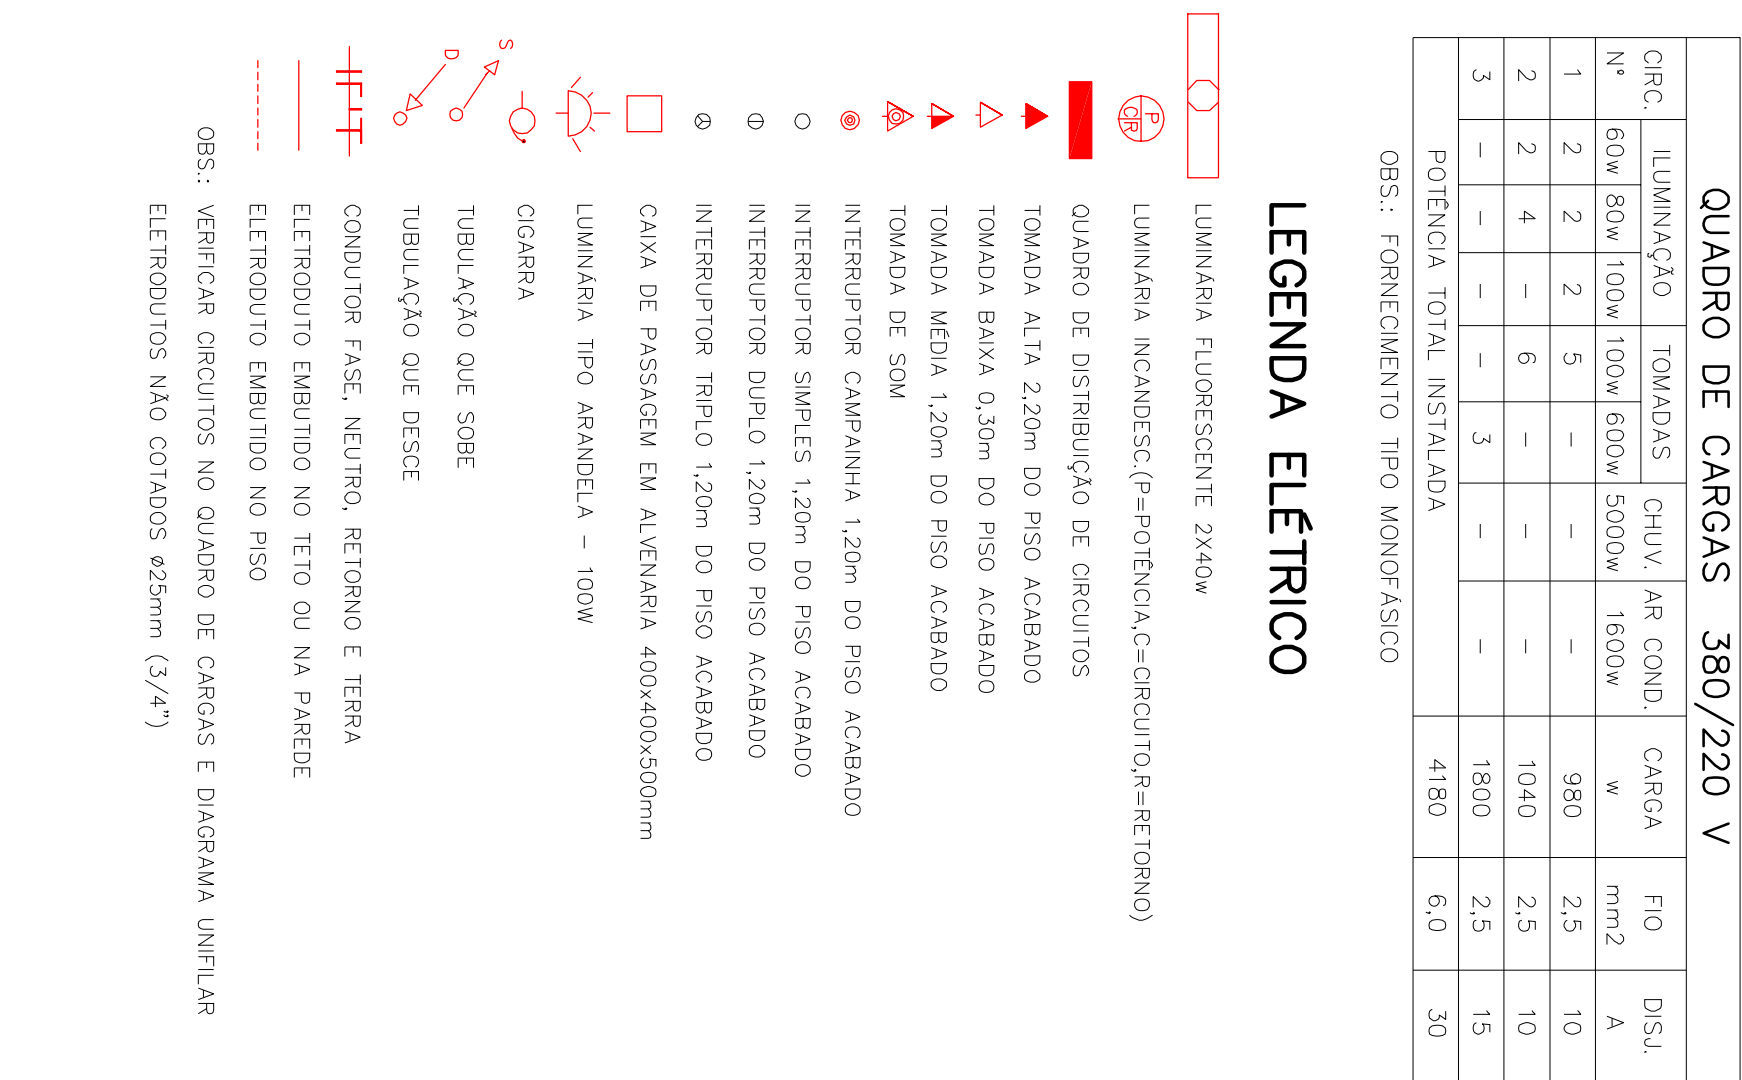 QUADRO DE CARGAS 380/220 V
CIRC. ILUMINAÇÃO TOMADAS CHUV. AR COND. CARGA FIO DISJ.
N° 60w 80w 100w 100w 600w 5000w 1600w w mm2 A
1 2 2 2 5 - - - 980 2,5 10
2 2 4 - 6 - - - 1040 2,5 10
3 - - - - 3 - - 1800 2,5 15
POTÊNCIA TOTAL INSTALADA 4180 6,0 30
OBS.: FORNECIMENTO TIPO MONOFÁSICO
LEGENDA ELÉTRICO
LUMINÁRIA FLUORESCENTE 2X40w
P CIR LUMINÁRIA INCANDESC.(P=POTÊNCIA,C=CIRCUITO,R=RETORNO)
QUADRO DE DISTRIBUIÇÃO DE CIRCUITOS
TOMADA ALTA 2,20m DO PISO ACABADO
TOMADA BAIXA 0,30m DO PISO ACABADO
TOMADA MÉDIA 1,20m DO PISO ACABADO
TOMADA DE SOM
INTERRUPTOR CAMPAINHA 1,20m DO PISO ACABADO
INTERRUPTOR SIMPLES 1,20m DO PISO ACABADO
INTERRUPTOR DUPLO 1,20m DO PISO ACABADO
INTERRUPTOR TRIPLO 1,20m DO PISO ACABADO
CAIXA DE PASSAGEM EM ALVENARIA 400x400x500mm
LUMINÁRIA TIPO ARANDELA - 100W
CIGARRA
S TUBULAÇÃO QUE SOBE
D TUBULAÇÃO QUE DESCE
CONDUTOR FASE, NEUTRO, RETORNO E TERRA
ELETRODUTO EMBUTIDO NO TETO OU NA PAREDE
ELETRODUTO EMBUTIDO NO PISO
OBS.: VERIFICAR CIRCUITOS NO QUADRO DE CARGAS E DIAGRAMA UNIFILAR
ELETRODUTOS NÃO COTADOS ø25mm (3/4")